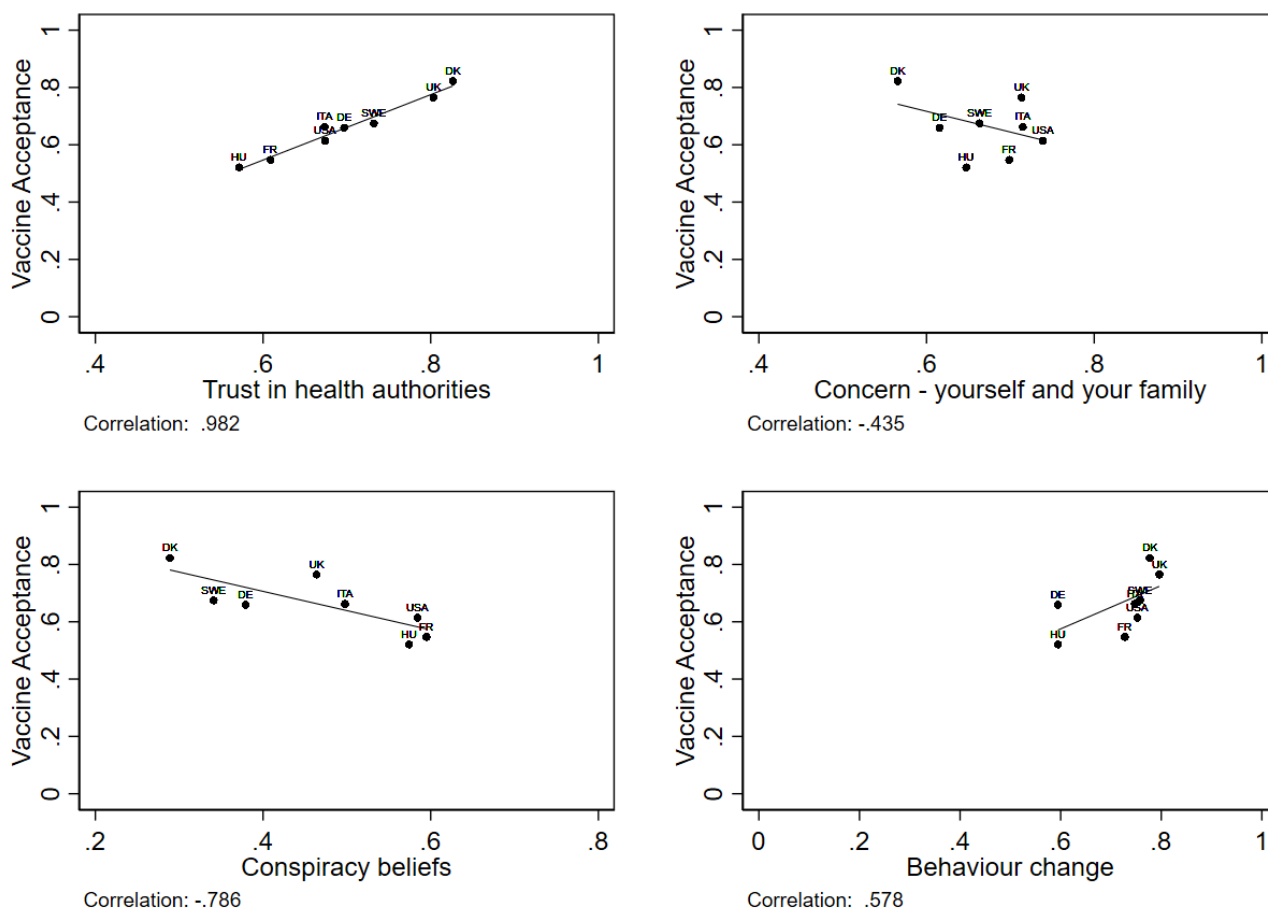 Vaccine Acceptance
1
.8
.6
.4
.2
0
DK
UK
ITA DE SWE
USA
FR
HU
.4 .6 .8 1
Trust in health authorities
Correlation: .982
Vaccine Acceptance
1
.8
.6
.4
.2
0
DK
UK
DE SWE ITA
USA
HU FR
.4 .6 .8 1
Concern - yourself and your family
Correlation: -.435
Vaccine Acceptance
1
.8
.6
.4
.2
0
DK
UK
SWE DE ITA
USA
FR
HU
.2 .4 .6 .8
Conspiracy beliefs
Correlation: -.786
Vaccine Acceptance
1
.8
.6
.4
.2
0
DK
UK
SWE
DE
USA
HU FR
0 .2 .4 .6 .8 1
Behaviour change
Correlation: .578